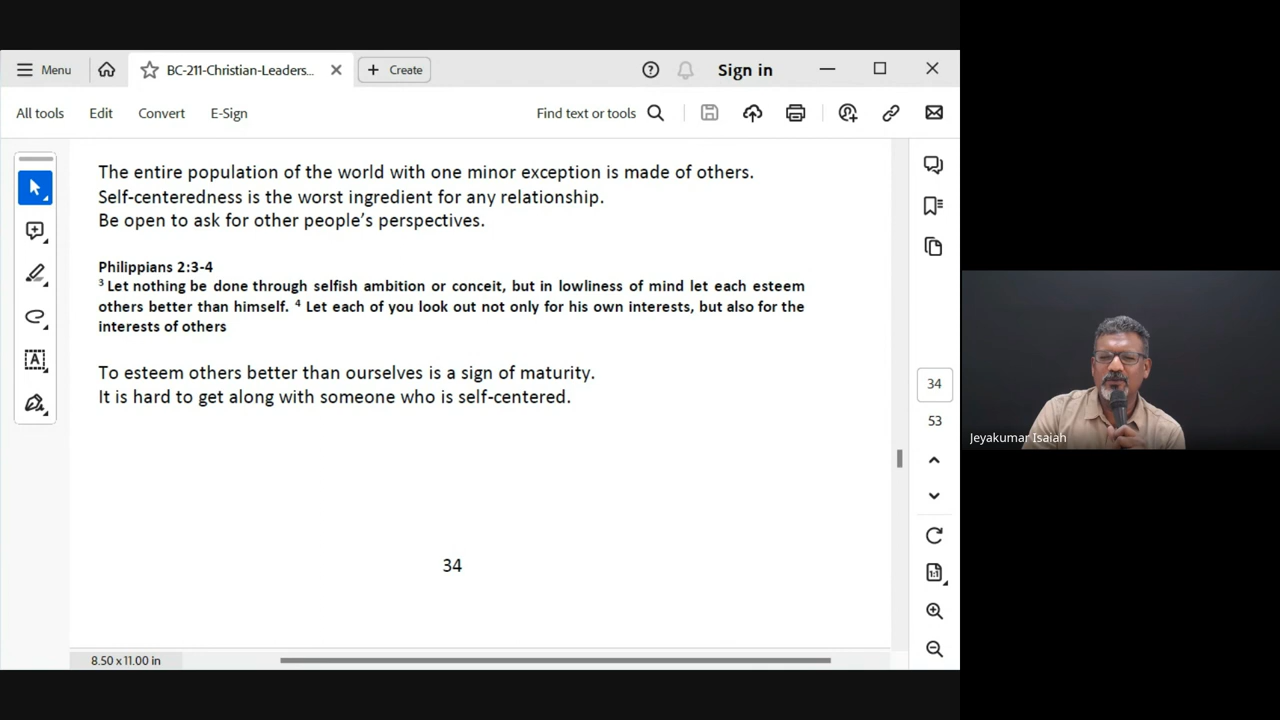 Menu
BC-211-Christian-Leaders...
Create
Sign in
All tools
Edit
Convert
E-Sign
Find text or tools
The entire population of the world with one minor exception is made of others.
Self-centeredness is the worst ingredient for any relationship.
Be open to ask for other people’s perspectives.
Philippians 2:3-4
3 Let nothing be done through selfish ambition or conceit, but in lowliness of mind let each esteem
others better than himself. 4 Let each of you look out not only for his own interests, but also for the
interests of others
To esteem others better than ourselves is a sign of maturity.
It is hard to get along with someone who is self-centered.
34
34
53
8.50 x 11.00 in
Jeyakumar Isaiah